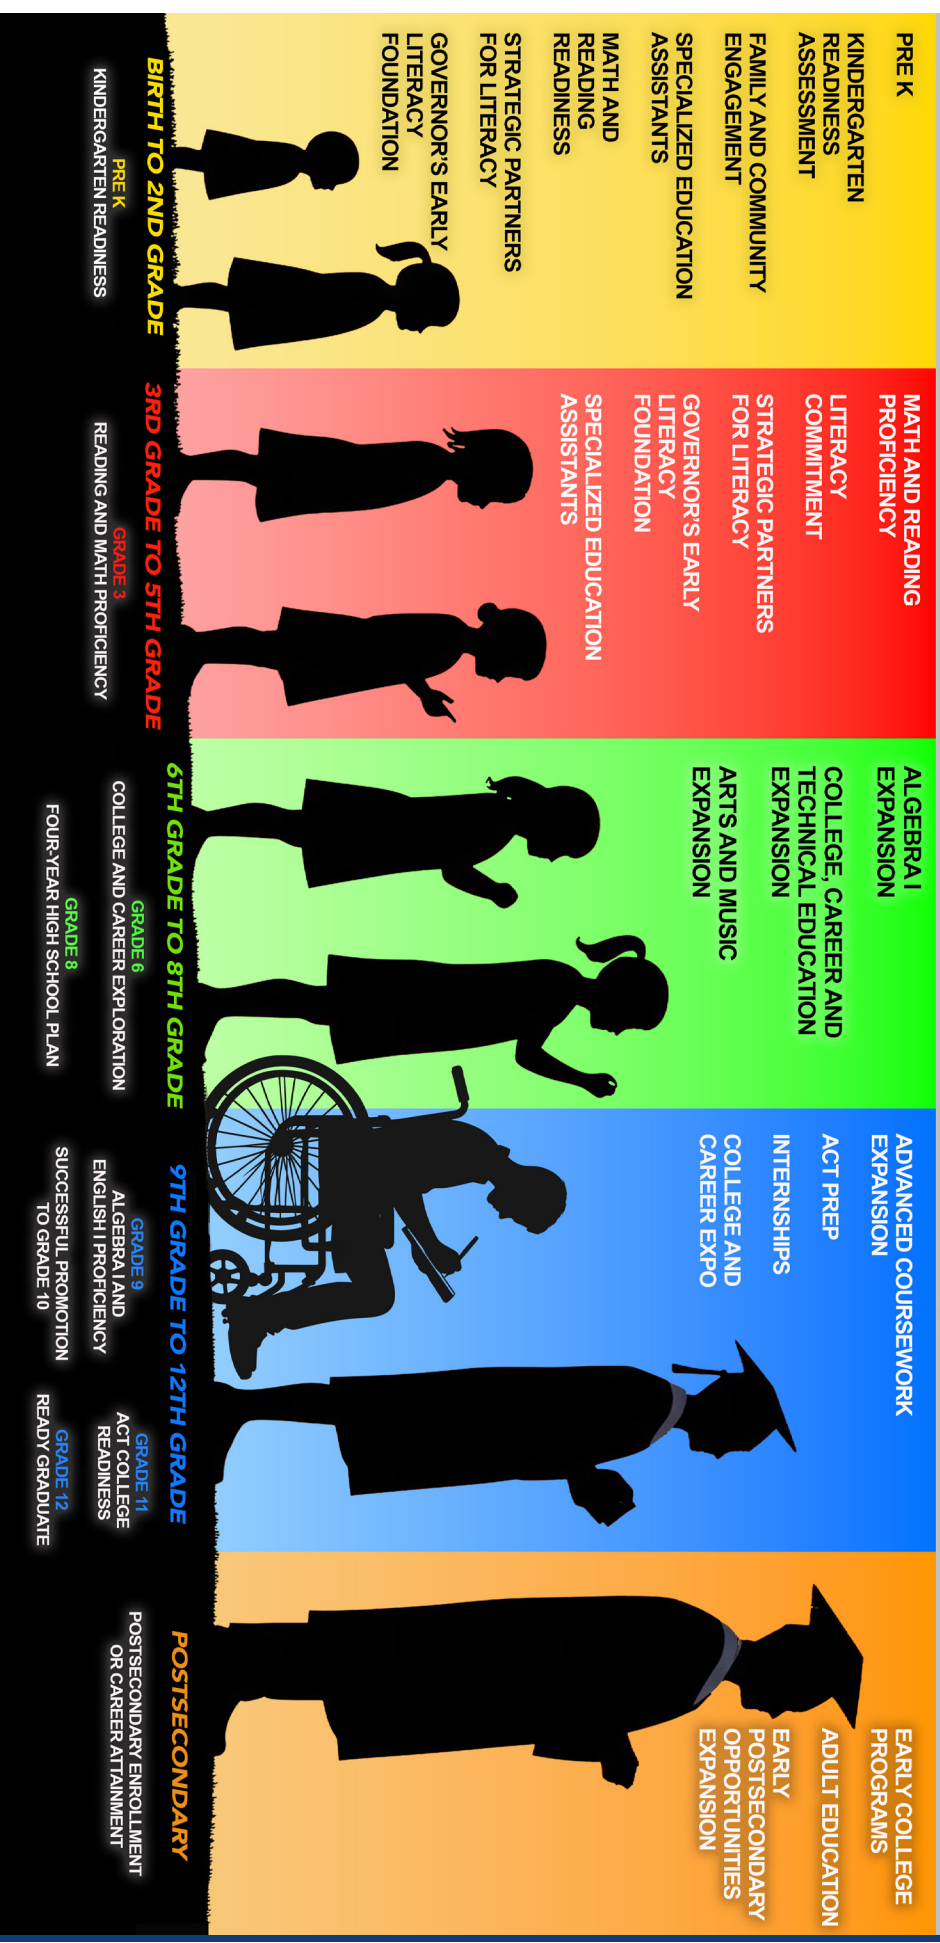 PRE K
KINDERGARTEN
READINESS
ASSESSMENT
FAMILY AND COMMUNITY
ENGAGEMENT
SPECIALIZED EDUCATION
ASSISTANTS
MATH AND
READING
READINESS
STRATEGIC PARTNERS
FOR LITERACY
GOVERNOR'S EARLY
LITERACY
FOUNDATION
BIRTH TO 2ND GRADE
PRE K
KINDERGARTEN READINESS
MATH AND READING
PROFICIENCY
LITERACY
COMMITMENT
STRATEGIC PARTNERS
FOR LITERACY
GOVERNOR'S EARLY
LITERACY
FOUNDATION
SPECIALIZED EDUCATION
ASSISTANTS
3RD GRADE TO 5TH GRADE
GRADE 3
READING AND MATH PROFICIENCY
ALGEBRA I
EXPANSION
COLLEGE, CAREER AND
TECHNICAL EDUCATION
EXPANSION
ARTS AND MUSIC
EXPANSION
6TH GRADE TO 8TH GRADE
GRADE 6
COLLEGE AND CAREER EXPLORATION
GRADE 8
FOUR-YEAR HIGH SCHOOL PLAN
ADVANCED COURSEWORK
EXPANSION
ACT PREP
INTERNSHIPS
COLLEGE AND
CAREER EXPO
9TH GRADE TO 12TH GRADE
GRADE 9
ALGEBRA I AND
ENGLISH I PROFICIENCY
SUCCESSFUL PROMOTION
TO GRADE 10
GRADE 11
ACT COLLEGE
READINESS
GRADE 12
READY GRADUATE
EARLY COLLEGE
PROGRAMS
ADULT EDUCATION
EARLY
POSTSECONDARY
OPPORTUNITIES
EXPANSION
POSTSECONDARY
POSTSECONDARY ENROLLMENT
OR CAREER ATTAINMENT